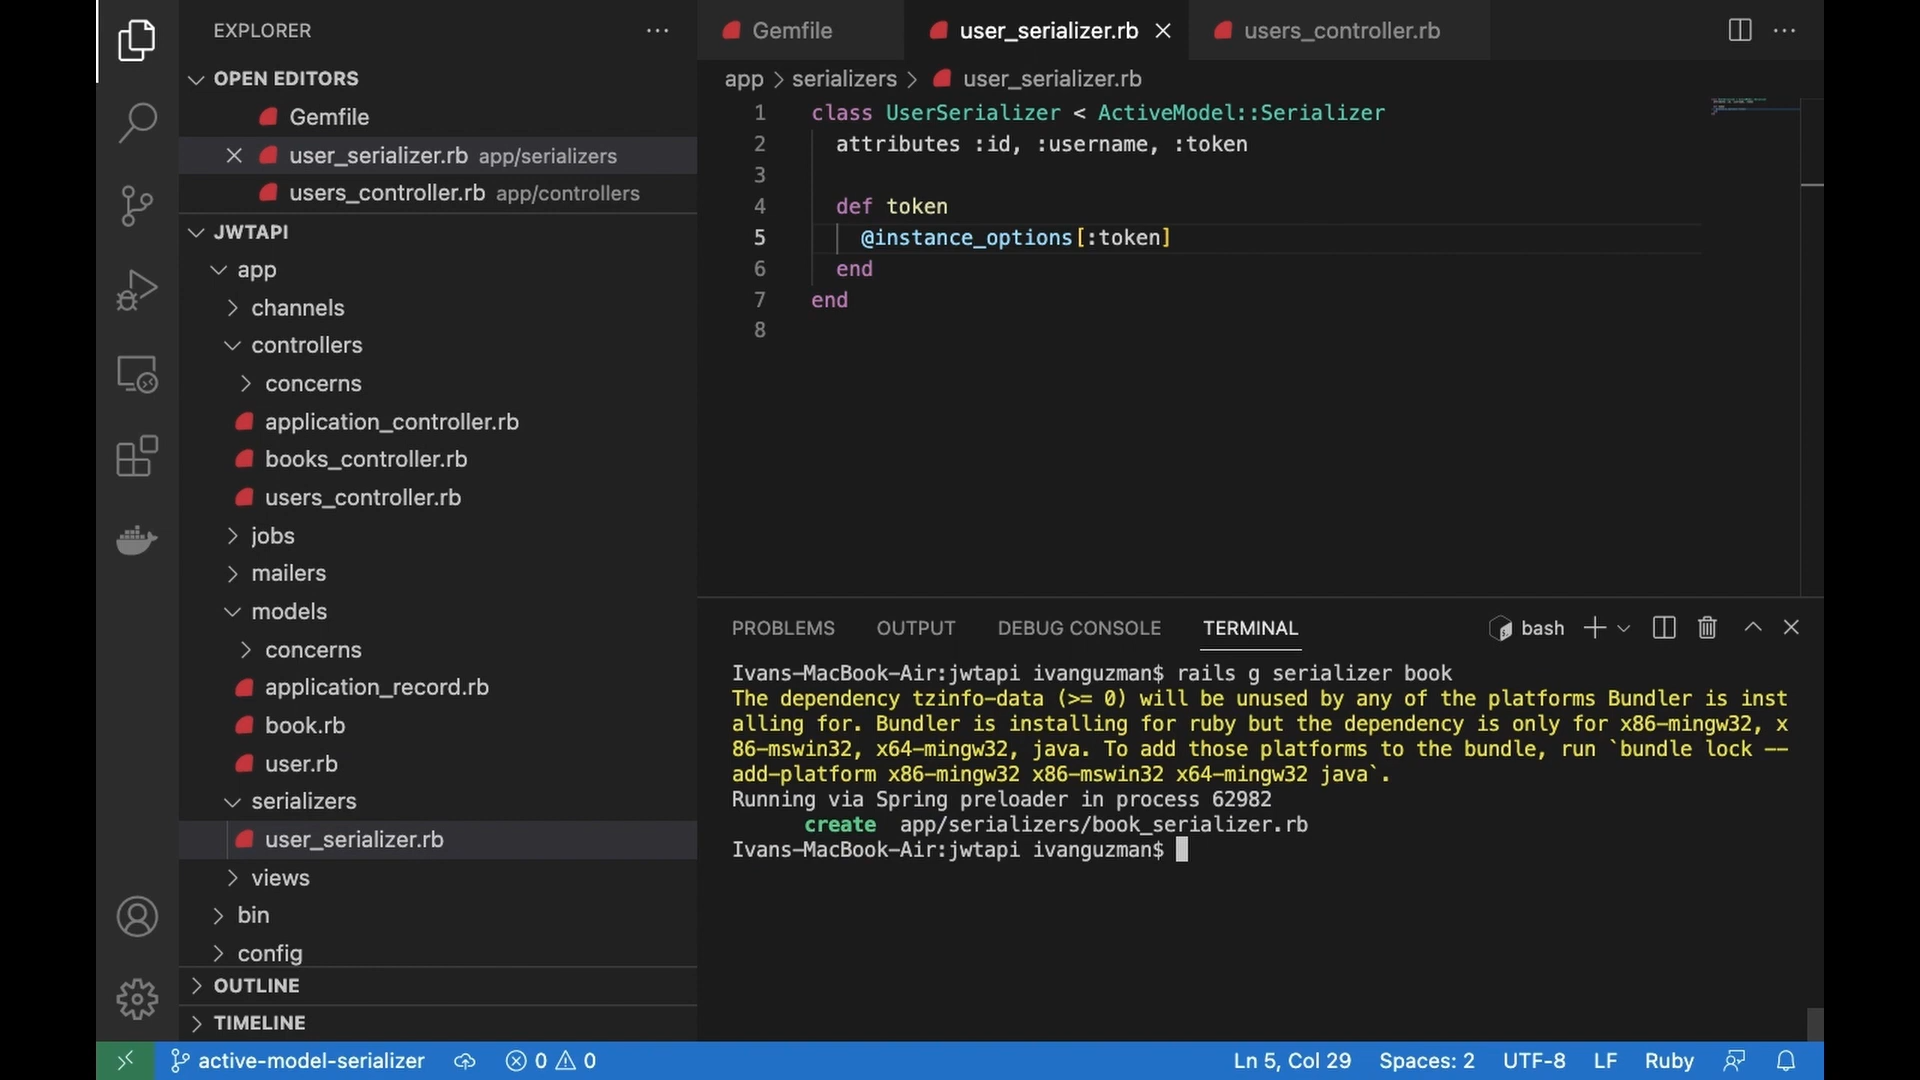 EXPLORER
OPEN EDITORS
Gemfile
user_serializer.rb app/serializers
users_controller.rb app/controllers
JWTAPI
app
channels
controllers
concerns
application_controller.rb
books_controller.rb
users_controller.rb
jobs
mailers
models
concerns
application_record.rb
book.rb
user.rb
serializers
user_serializer.rb
views
bin
config
OUTLINE
TIMELINE
Gemfile user_serializer.rb users_controller.rb
app > serializers > user_serializer.rb
1 class UserSerializer < ActiveModel::Serializer
2 attributes :id, :username, :token
3
4 def token
5 @instance_options[:token]
6 end
7 end
8
PROBLEMS OUTPUT DEBUG CONSOLE TERMINAL bash
Ivans-MacBook-Air:jwtapi ivanguzman$ rails g serializer book
The dependency tzinfo-data (>= 0) will be unused by any of the platforms Bundler is inst
alling for. Bundler is installing for ruby but the dependency is only for x86-mingw32, x
86-mswin32, x64-mingw32, java. To add those platforms to the bundle, run `bundle lock --
add-platform x86-mingw32 x86-mswin32 x64-mingw32 java`.
Running via Spring preloader in process 62982
create app/serializers/book_serializer.rb
Ivans-MacBook-Air:jwtapi ivanguzman$
active-model-serializer 0 0 Ln 5, Col 29 Spaces: 2 UTF-8 LF Ruby